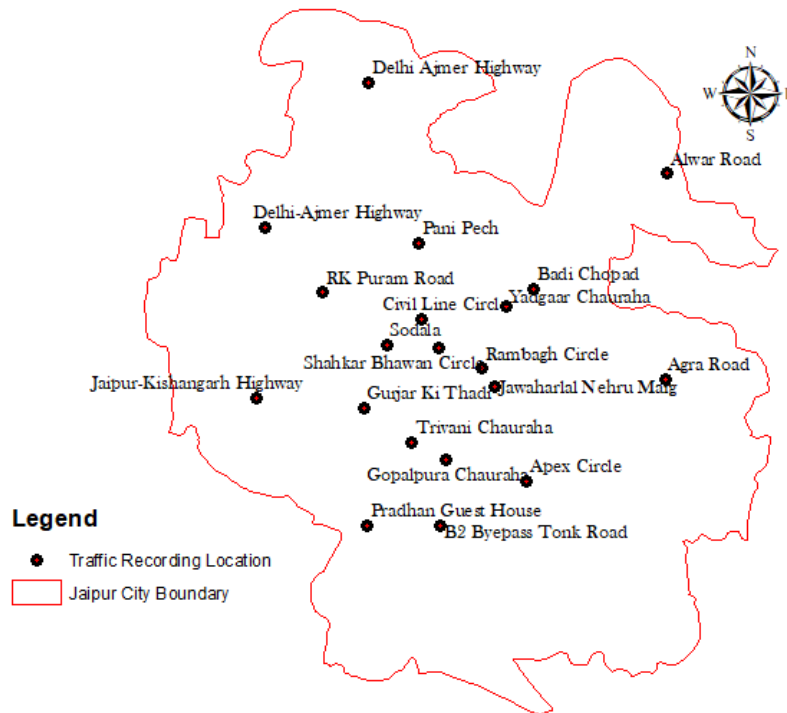 Delhi Ajmer Highway
N
W
S
Alwar Road
Delhi-Ajmer Highway
Pani Pech
RK Puram Road
Badi Chopad
Civil Line Circle
Yadgaar Chauraha
Sodala
Shahkar Bhawan Circle
Rambagh Circle
Agra Road
Jaipur-Kishangarh Highway
Gurjar Ki Thadi
Jawaharlal Nehru Marg
Trivani Chauraha
Gopalpura Chauraha
Apex Circle
Legend
Pradhan Guest House
B2 Byepass Tonk Road
Traffic Recording Location
Jaipur City Boundary